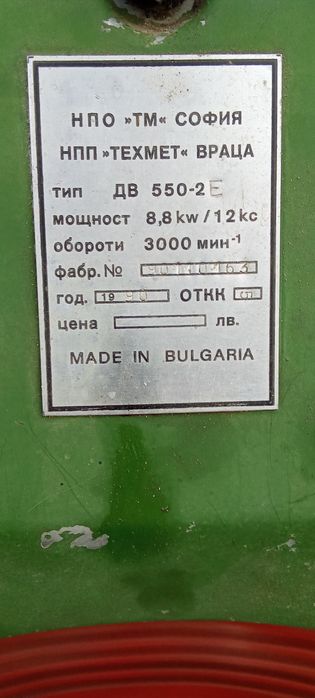 НПО »ТМ« СОФИЯ
НПП »ТЕХМЕТ« ВРАЦА
тип ДВ 550-2Е
мощност 8,8 kw / 12 кс
обороти 3000 мин⁻¹
фабр. №
год. 1990 ОТКК
цена лв.
MADE IN BULGARIA